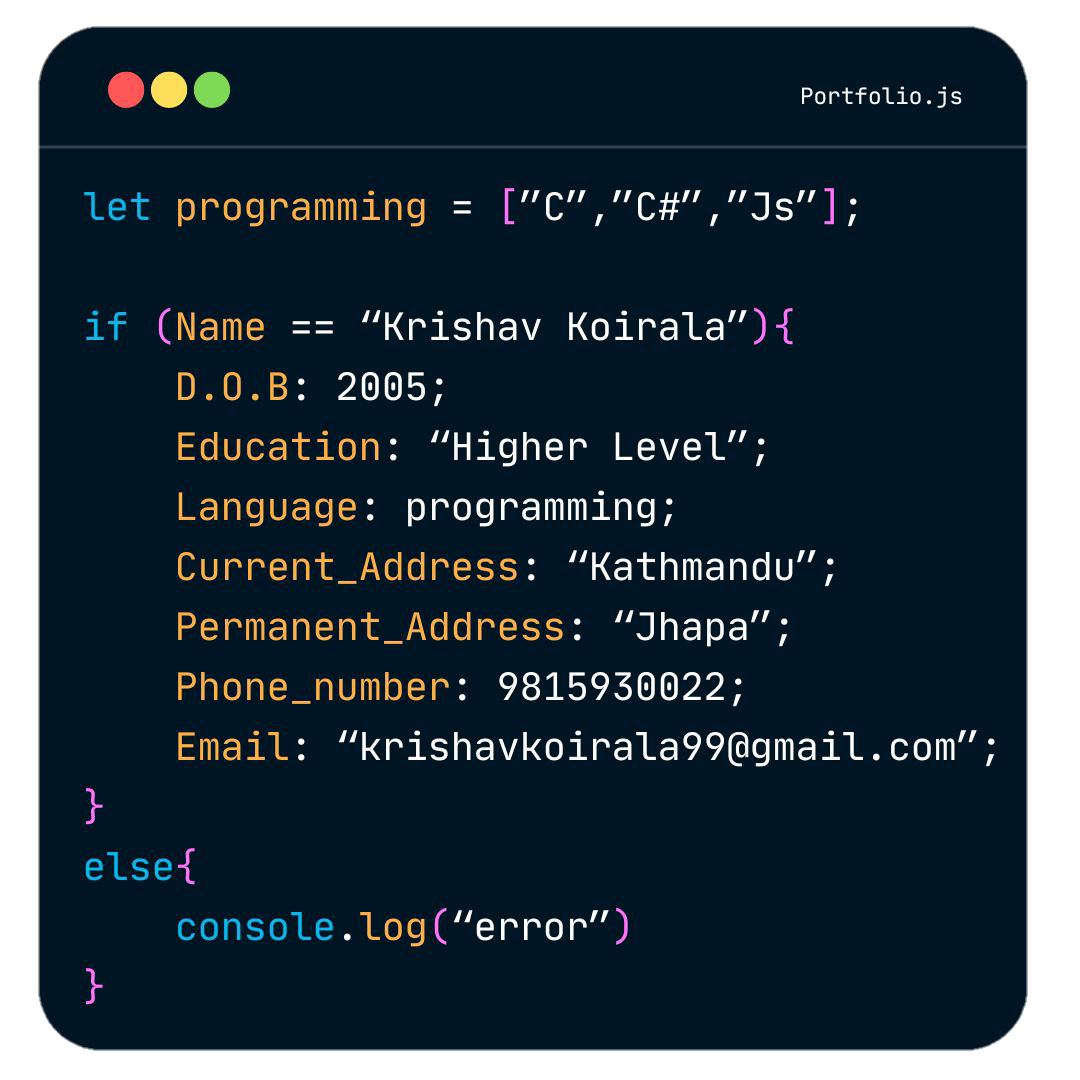 Portfolio.js
let programming = [”C”,”C#”,”Js”];
if (Name == “Krishav Koirala”){
D.O.B: 2005;
Education: “Higher Level”;
Language: programming;
Current_Address: “Kathmandu”;
Permanent_Address: “Jhapa”;
Phone_number: 9815930022;
Email: “krishavkoirala99@gmail.com”;
}
else{
console.log(“error”)
}